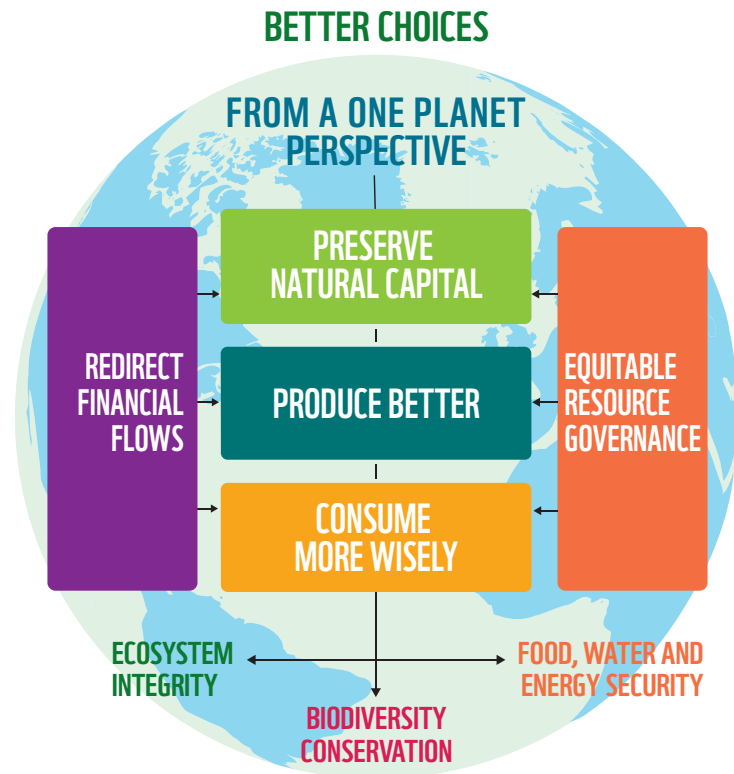 BETTER CHOICES
FROM A ONE PLANET
PERSPECTIVE
PRESERVE
NATURAL CAPITAL
REDIRECT
FINANCIAL
FLOWS
PRODUCE BETTER
EQUITABLE
RESOURCE
GOVERNANCE
CONSUME
MORE WISELY
ECOSYSTEM
INTEGRITY
BIODIVERSITY
CONSERVATION
FOOD, WATER AND
ENERGY SECURITY